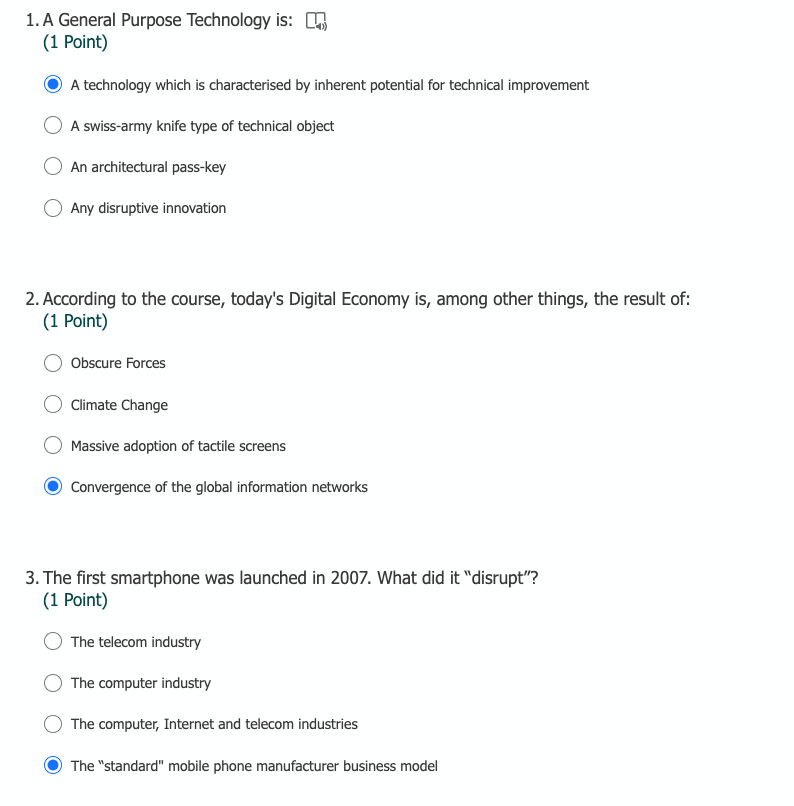 1. A General Purpose Technology is:
(1 Point)
A technology which is characterised by inherent potential for technical improvement
A swiss-army knife type of technical object
An architectural pass-key
Any disruptive innovation
2. According to the course, today's Digital Economy is, among other things, the result of:
(1 Point)
Obscure Forces
Climate Change
Massive adoption of tactile screens
Convergence of the global information networks
3. The first smartphone was launched in 2007. What did it “disrupt”?
(1 Point)
The telecom industry
The computer industry
The computer, Internet and telecom industries
The “standard" mobile phone manufacturer business model